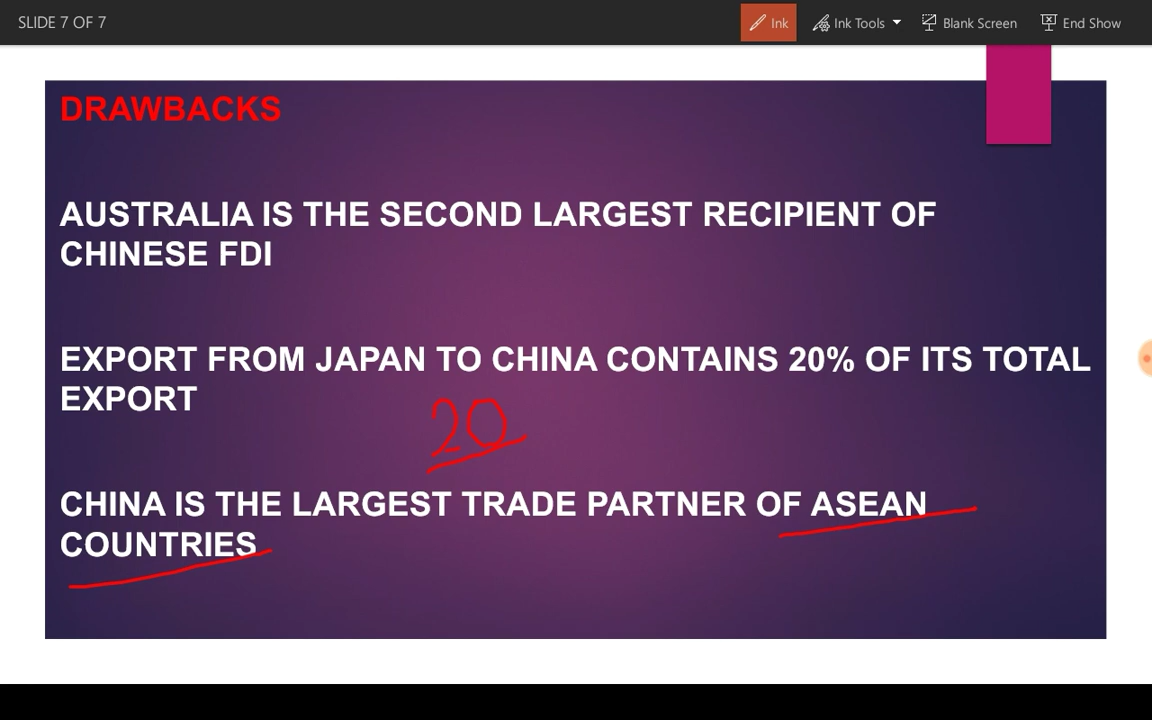 SLIDE 7 OF 7
Ink
Ink Tools
Blank Screen
End Show
DRAWBACKS
AUSTRALIA IS THE SECOND LARGEST RECIPIENT OF
CHINESE FDI
EXPORT FROM JAPAN TO CHINA CONTAINS 20% OF ITS TOTAL
EXPORT
20
CHINA IS THE LARGEST TRADE PARTNER OF ASEAN
COUNTRIES